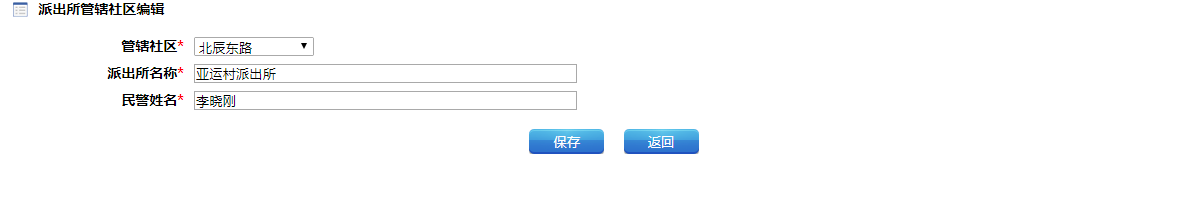 派出所管辖社区编辑
管辖社区* 北辰东路
派出所名称* 亚运村派出所
民警姓名* 李晓刚
保存 返回